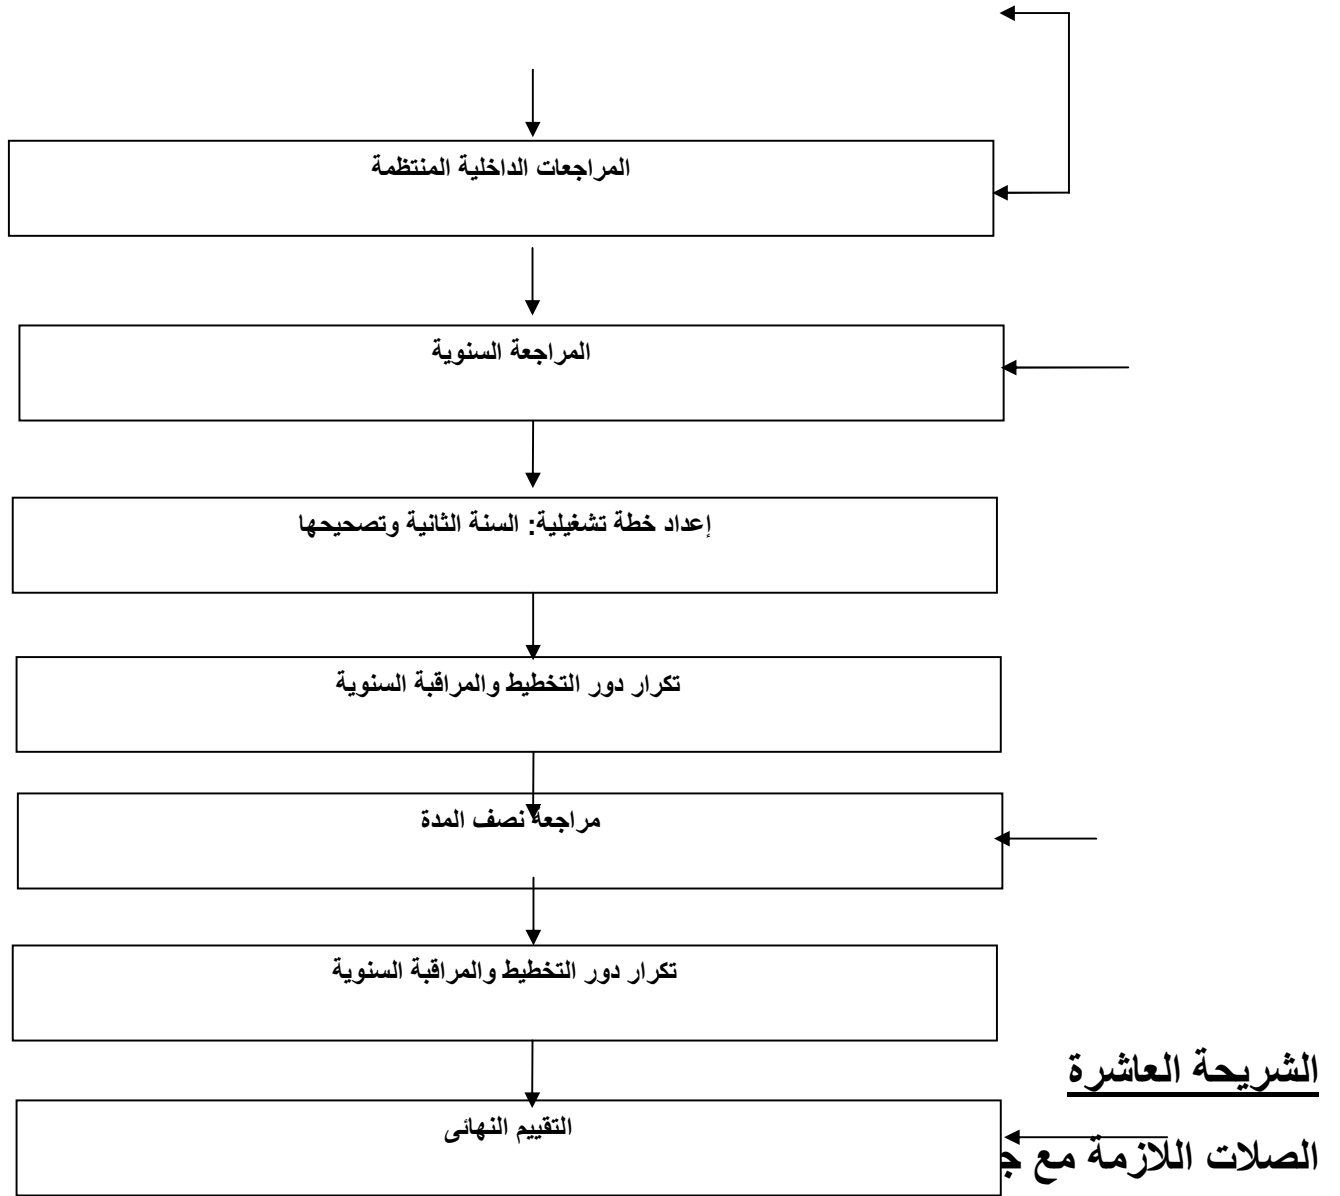 المراجعات الداخلية المنتظمة
المراجعة السنوية
إعداد خطة تشغيلية: السنة الثانية وتصحيحها
تكرار دور التخطيط والمراقبة السنوية
مراجعة نصف المدة
تكرار دور التخطيط والمراقبة السنوية
الشريحة العاشرة
التقييم النهائى
الصلات اللازمة مع